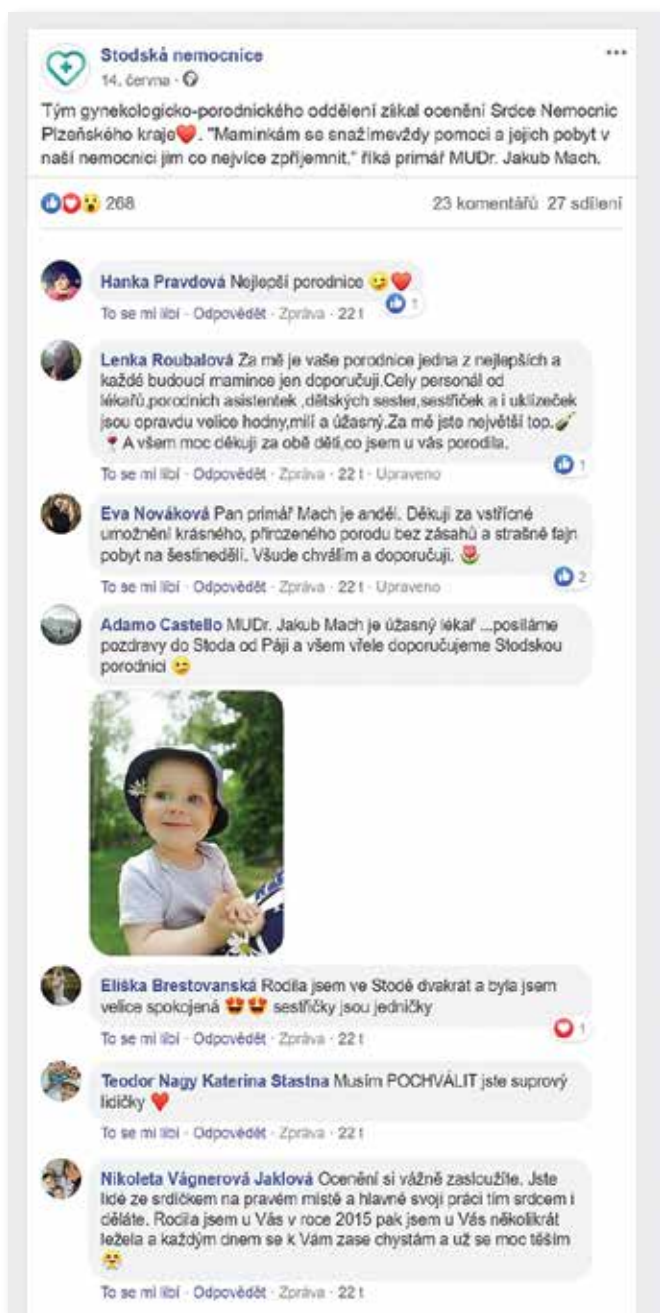 Stodská nemocnice
14. června ·
Tým gynekologicko-porodnického oddělení získal ocenění Srdce Nemocnic
Plzeňského kraje❤️. "Maminkám se snažímevždy pomoci a jejich pobyt v
naší nemocnici jim co nejvíce zpříjemnit," říká primář MUDr. Jakub Mach.
268 23 komentářů 27 sdílení
Hanka Pravdová Nejlepší porodnice 😉❤️
To se mi líbí · Odpovědět · Zpráva · 22 t 1
Lenka Roubalová Za mě je vaše porodnice jedna z nejlepších a
každé budoucí mamince jen doporučuji.Cely personál od
lékařů,porodních asistentek ,dětských sester,sestřiček a i uklízeček
jsou opravdu velice hodny,milí a úžasný.Za mě jste největší top.🍾
🎈 A všem moc děkuji za obě děti,co jsem u vás porodila.
To se mi líbí · Odpovědět · Zpráva · 22 t · Upraveno 1
Eva Nováková Pan primář Mach je anděl. Děkuji za vstřícné
umožnění krásného, přirozeného porodu bez zásahů a strašně fajn
pobyt na šestinedělí. Všude chválím a doporučuji. 🌷
To se mi líbí · Odpovědět · Zpráva · 22 t · Upraveno 2
Adamo Castello MUDr. Jakub Mach je úžasný lékař ...posíláme
pozdravy do Stoda od Páji a všem vřele doporučujeme Stodskou
porodnici 😉
Eliška Brestovanská Rodila jsem ve Stodě dvakrát a byla jsem
velice spokojená 😍 😍 sestřičky jsou jedničky
To se mi líbí · Odpovědět · Zpráva · 22 t 1
Teodor Nagy Katerina Stastna Musím POCHVÁLIT jste suprový
lidičky ❤️
To se mi líbí · Odpovědět · Zpráva · 22 t
Nikoleta Vágnerová Jaklová Ocenění si vážně zasloužíte. Jste
lidé ze srdíčkem na pravém místě a hlavně svojí práci tím srdcem i
děláte. Rodila jsem u Vás v roce 2015 pak jsem u Vás několikrát
ležela a každým dnem se k Vám zase chystám a už se moc těším
😤
To se mi líbí · Odpovědět · Zpráva · 22 t